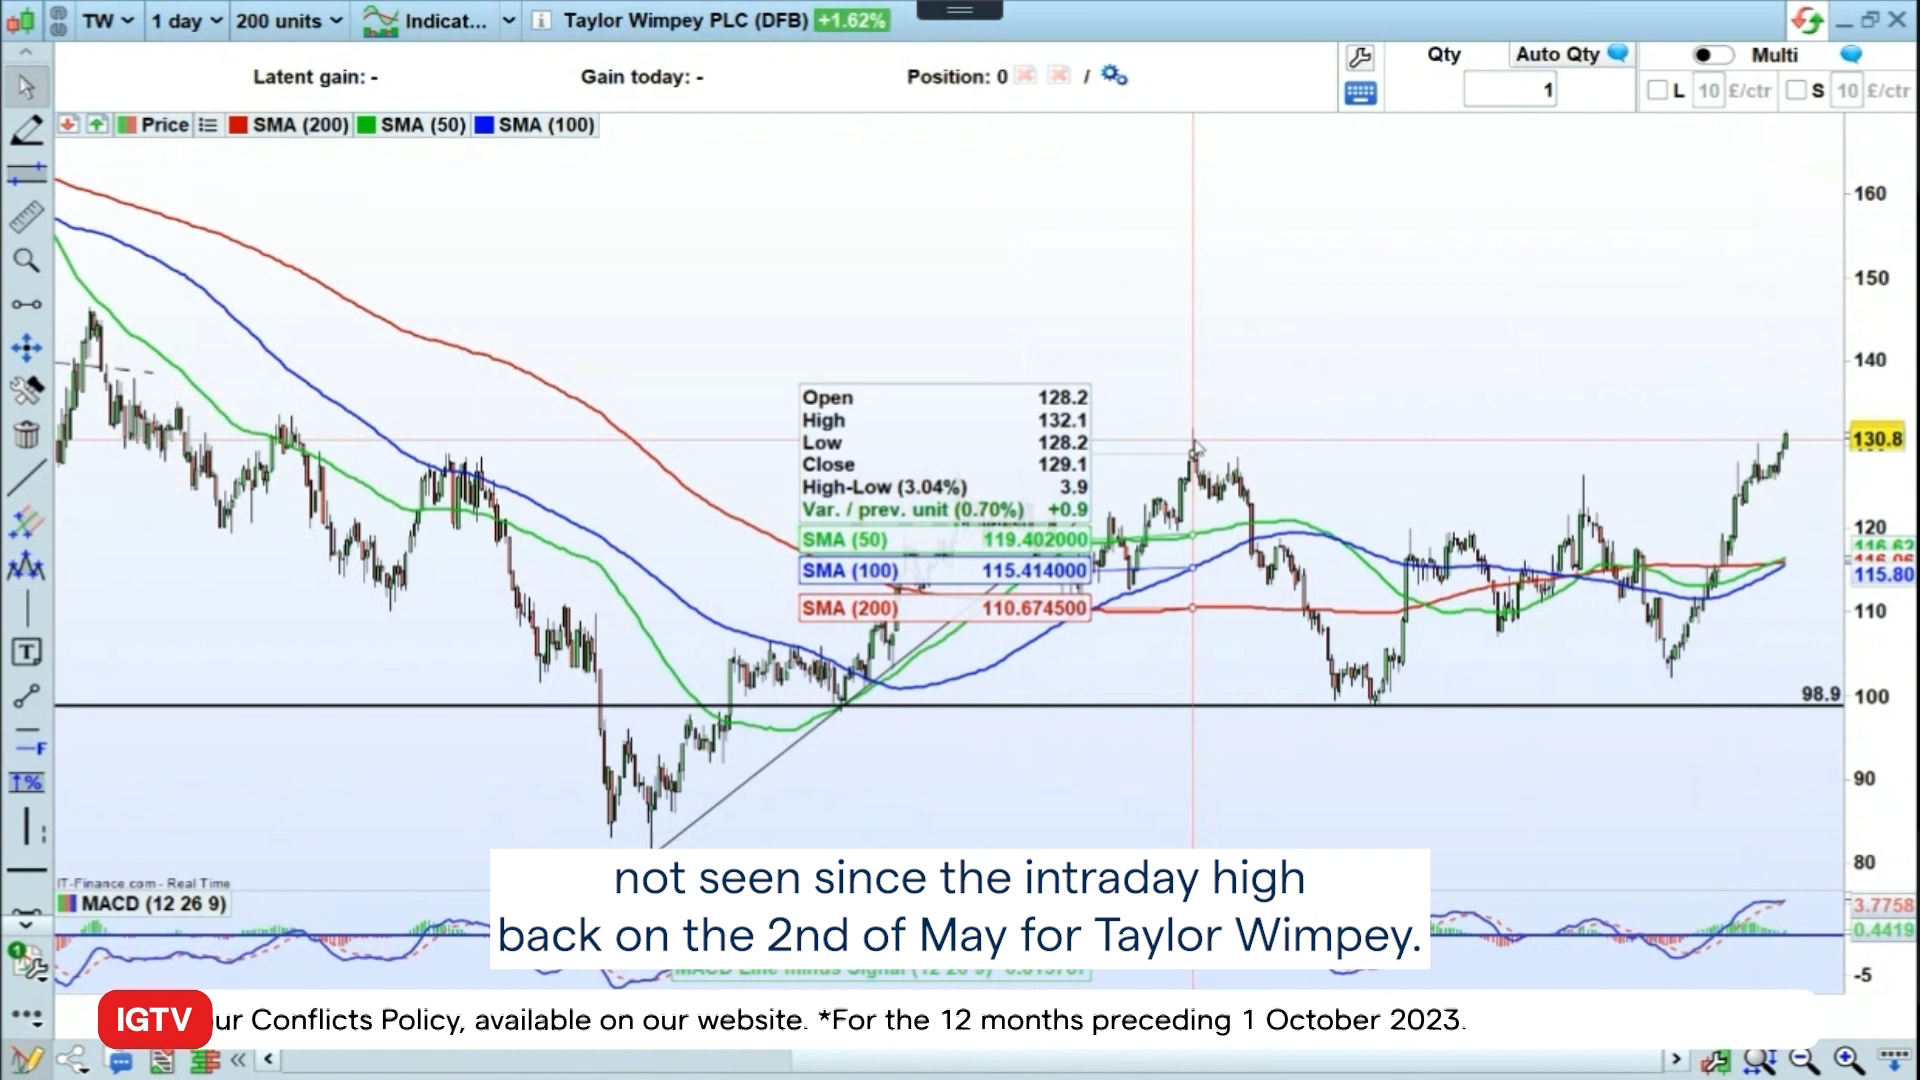 TW 1 day 200 units Indicat... Taylor Wimpey PLC (DFB) +1.62%
Latent gain: - Gain today: - Position: 0 / Qty Auto Qty Multi
1 L 10 £/ctr S 10 £/ctr
Price SMA (200) SMA (50) SMA (100)
160
150
140
Open 128.2
High 132.1
Low 128.2
Close 129.1
High-Low (3.04%) 3.9
Var. / prev. unit (0.70%) +0.9
SMA (50) 119.402000
SMA (100) 115.414000
SMA (200) 110.674500
130.8
120
116.62
115.80
110
98.9
100
90
80
IT-Finance.com - Real Time
MACD (12 26 9)
3.7758
0.4419
-5
not seen since the intraday high
back on the 2nd of May for Taylor Wimpey.
IGTV ur Conflicts Policy, available on our website. *For the 12 months preceding 1 October 2023.